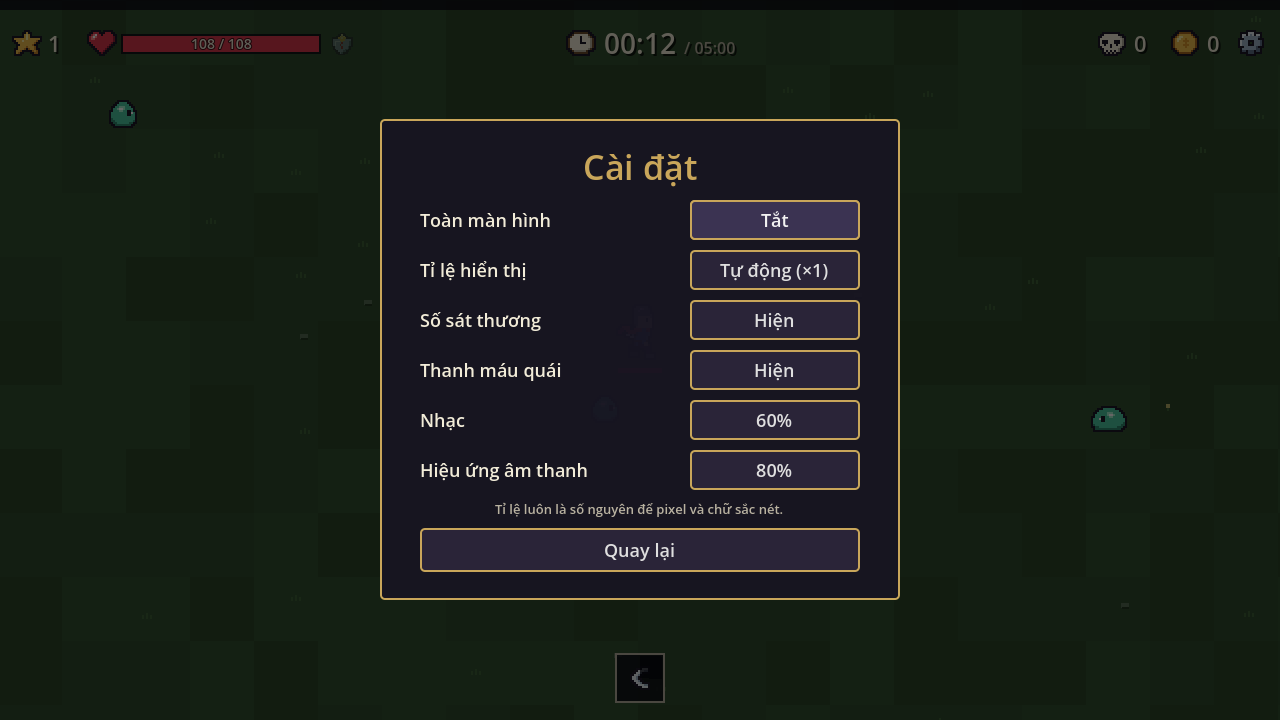 1
108 / 108
00:12 / 05:00
0
0
Cài đặt
Toàn màn hình Tắt
Tỉ lệ hiển thị Tự động (×1)
Số sát thương Hiện
Thanh máu quái Hiện
Nhạc 60%
Hiệu ứng âm thanh 80%
Tỉ lệ luôn là số nguyên để pixel và chữ sắc nét.
Quay lại